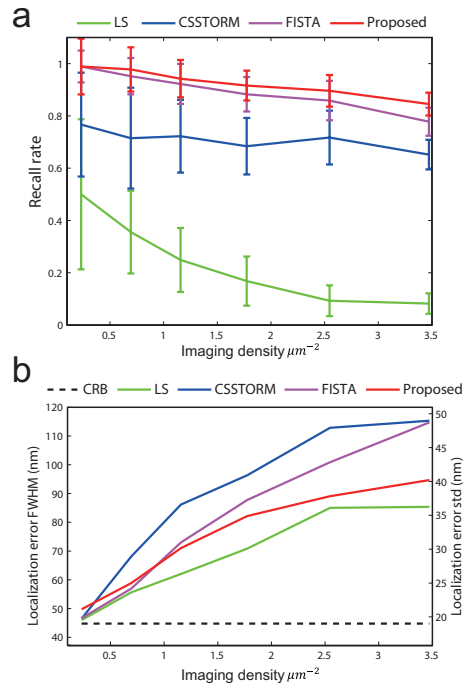 a
LS CSSTORM FISTA Proposed
1
0.8
0.6
0.4
0.2
0
Recall rate
0.5 1 1.5 2 2.5 3 3.5
Imaging density μm⁻²
b
CRB LS CSSTORM FISTA Proposed
120
110
100
90
80
70
60
50
40
Localization error FWHM (nm)
50
45
40
35
30
25
20
Localization error std (nm)
0.5 1 1.5 2 2.5 3 3.5
Imaging density μm⁻²